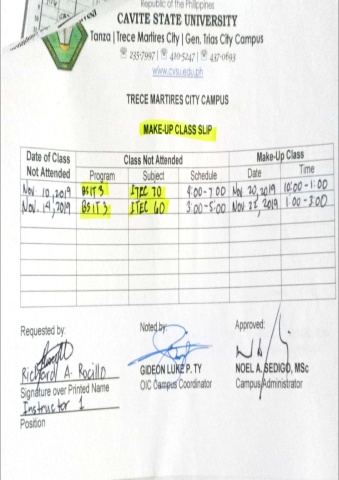 Republic of the Philippines
CAVITE STATE UNIVERSITY
Tanza | Trece Martires City | Gen. Trias City Campus
☏ 235-7997 | ☏ 410-5247 | ☏ 437-0693
www.cvsu.edu.ph
TRECE MARTIRES CITY CAMPUS
MAKE-UP CLASS SLIP
Date of Class Not Attended | Class Not Attended | Make-Up Class
Program | Subject | Schedule | Date | Time
Nov. 10, 2019 | BSIT 3 | ITEC 70 | 4:00-7:00 | Nov. 20, 2019 | 10:00-1:00
Nov. 14, 2019 | BSIT 3 | ITEC 60 | 3:00-5:00 | Nov 22, 2019 | 1:00-3:00
Requested by: Noted by: Approved:
Richard A. Rocillo GIDEON LUKE P. TY NOEL A. SEDIGO, MSc
Signature over Printed Name OIC Campus Coordinator Campus Administrator
Instructor 1
Position